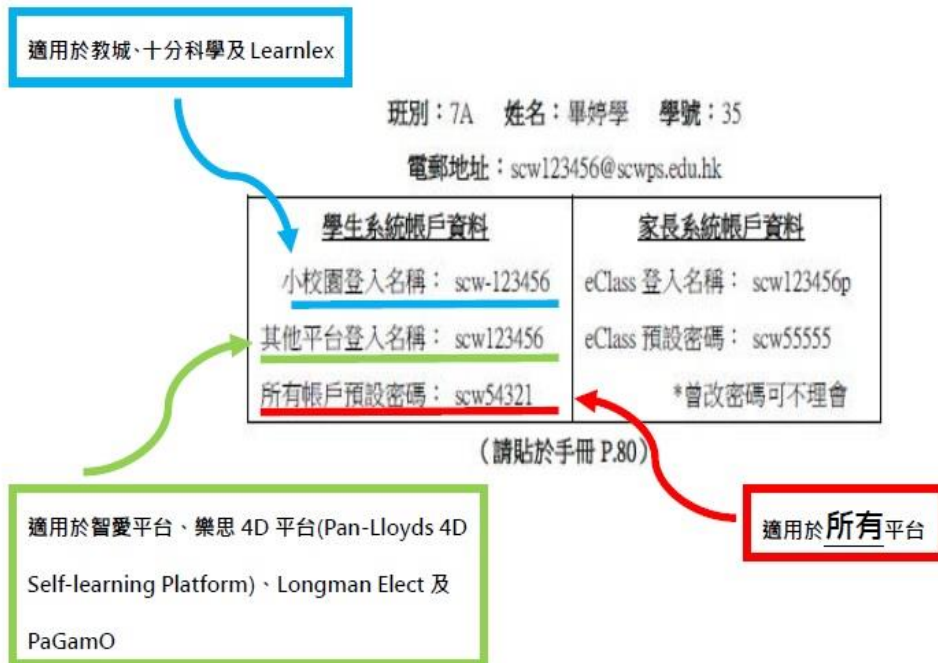 適用於教城、十分科學及 Learnlex
班別：7A 姓名：畢婷學 學號：35
電郵地址：scw123456@scwps.edu.hk
學生系統帳戶資料
小校園登入名稱： scw-123456
其他平台登入名稱： scw123456
所有帳戶預設密碼： scw54321
家長系統帳戶資料
eClass 登入名稱： scw123456p
eClass 預設密碼： scw55555
*曾改密碼可不理會
（請貼於手冊 P.80）
適用於智愛平台、樂思 4D 平台(Pan-Lloyds 4D
Self-learning Platform)、Longman Elect 及
PaGamO
適用於所有平台